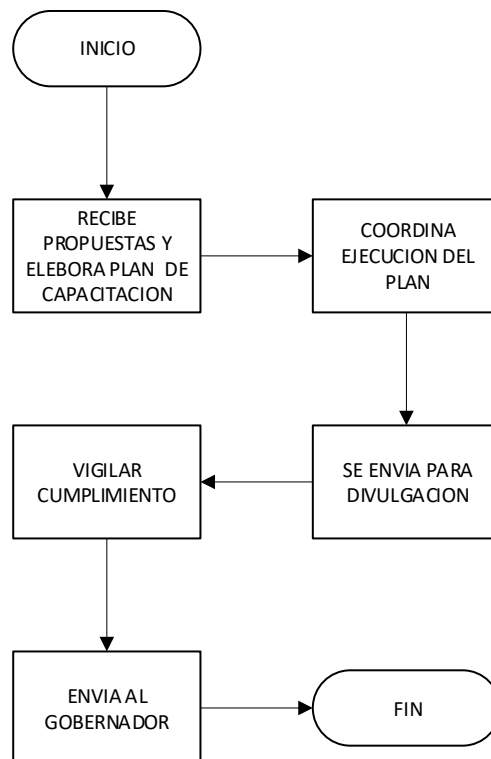 INICIO
RECIBE
PROPUESTAS Y
ELEBORA PLAN DE
CAPACITACION
COORDINA
EJECUCION DEL
PLAN
SE ENVIA PARA
DIVULGACION
VIGILAR
CUMPLIMIENTO
ENVIA AL
GOBERNADOR
FIN